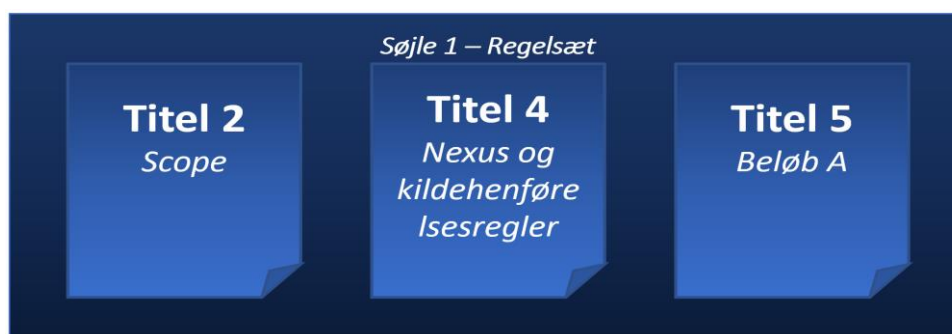 Søjle 1 – Regelsæt
Titel 2
Scope
Titel 4
Nexus og
kildehenføre
lsesregler
Titel 5
Beløb A